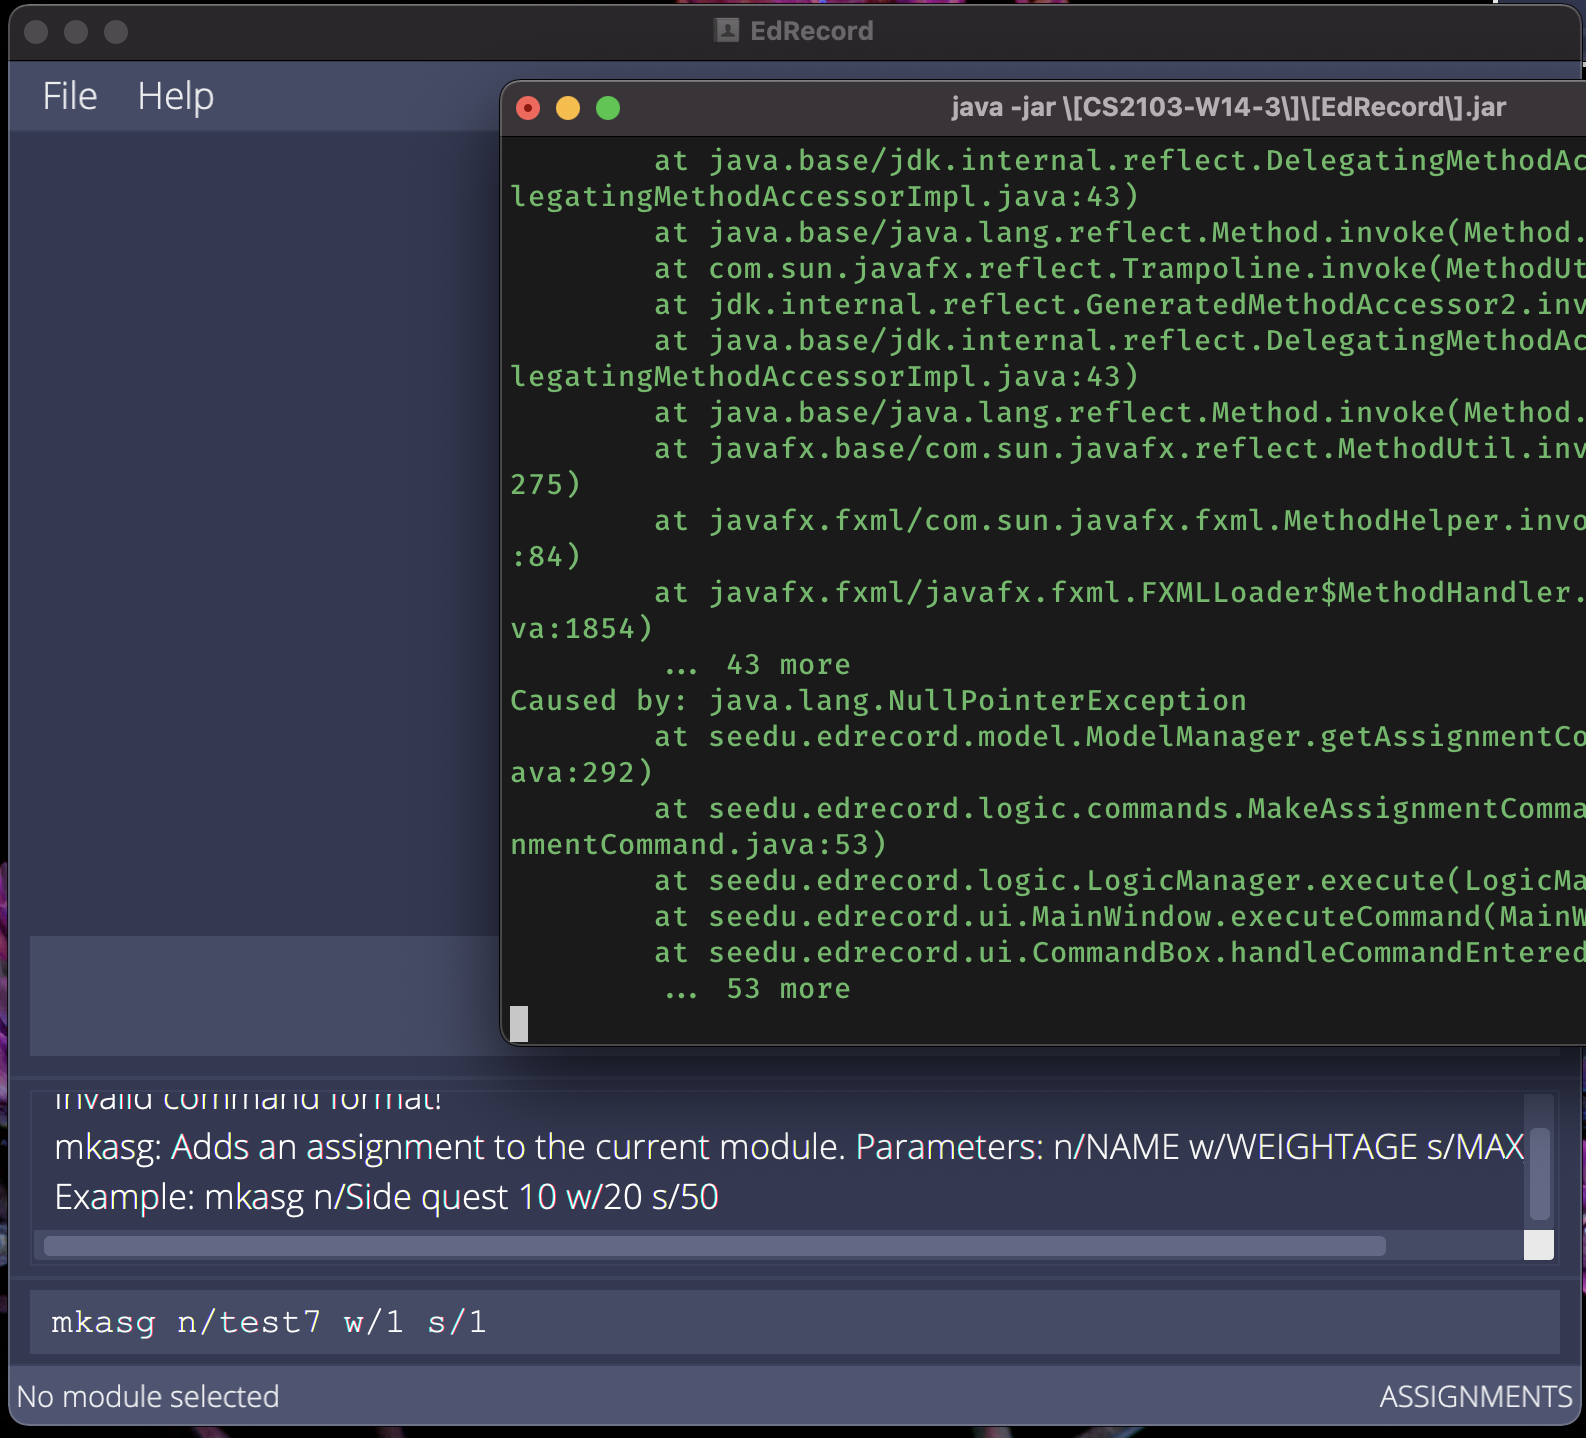 EdRecord
File Help
java -jar \[CS2103-W14-3\]\[EdRecord\].jar
at java.base/jdk.internal.reflect.DelegatingMethodAc
legatingMethodAccessorImpl.java:43)
at java.base/java.lang.reflect.Method.invoke(Method.
at com.sun.javafx.reflect.Trampoline.invoke(MethodUt
at jdk.internal.reflect.GeneratedMethodAccessor2.inv
at java.base/jdk.internal.reflect.DelegatingMethodAc
legatingMethodAccessorImpl.java:43)
at java.base/java.lang.reflect.Method.invoke(Method.
at javafx.base/com.sun.javafx.reflect.MethodUtil.inv
275)
at javafx.fxml/com.sun.javafx.fxml.MethodHelper.invo
:84)
at javafx.fxml/javafx.fxml.FXMLLoader$MethodHandler.
va:1854)
... 43 more
Caused by: java.lang.NullPointerException
at seedu.edrecord.model.ModelManager.getAssignmentCo
ava:292)
at seedu.edrecord.logic.commands.MakeAssignmentComma
nmentCommand.java:53)
at seedu.edrecord.logic.LogicManager.execute(LogicMa
at seedu.edrecord.ui.MainWindow.executeCommand(MainW
at seedu.edrecord.ui.CommandBox.handleCommandEntered
... 53 more
Invalid command format!
mkasg: Adds an assignment to the current module. Parameters: n/NAME w/WEIGHTAGE s/MAX
Example: mkasg n/Side quest 10 w/20 s/50
mkasg n/test7 w/1 s/1
No module selected
ASSIGNMENTS